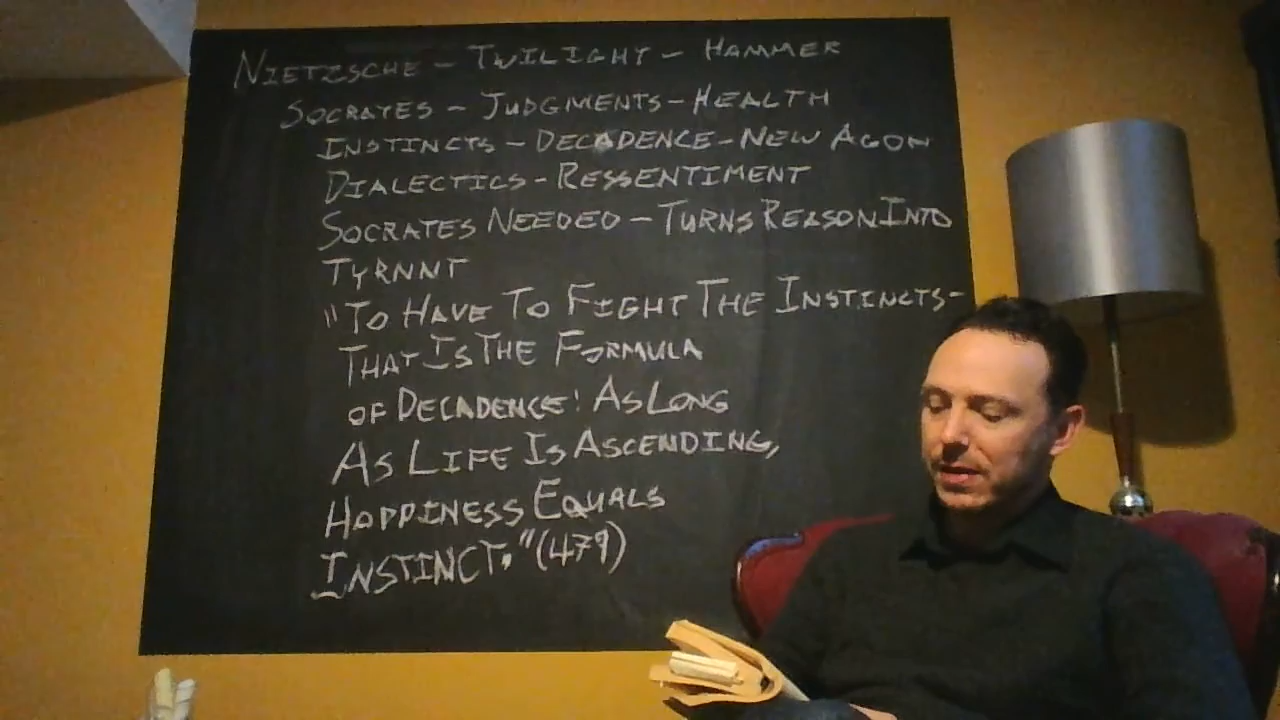 NIETZSCHE - TWILIGHT - HAMMER
SOCRATES - JUDGMENTS - HEALTH
INSTINCTS - DECADENCE - NEW AGON
DIALECTICS - RESSENTIMENT
SOCRATES NEEDED - TURNS REASON INTO
TYRNNT
"TO HAVE TO FIGHT THE INSTINCTS -
THAT IS THE FORMULA
OF DECADENCE: AS LONG
AS LIFE IS ASCENDING,
HAPPINESS EQUALS
INSTINCT." (479)